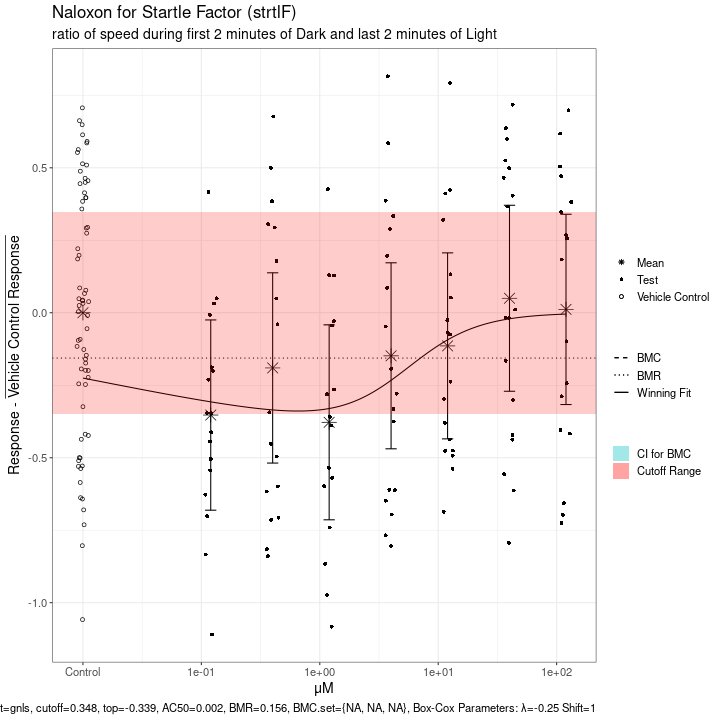 Naloxon for Startle Factor (strtlF)
ratio of speed during first 2 minutes of Dark and last 2 minutes of Light
Response - Vehicle Control Response
0.5
0.0
-0.5
-1.0
Control
1e-01
1e+00
1e+01
1e+02
μM
Mean
Test
Vehicle Control
BMC
BMR
Winning Fit
CI for BMC
Cutoff Range
t=gnls, cutoff=0.348, top=-0.339, AC50=0.002, BMR=0.156, BMC.set={NA, NA, NA}, Box-Cox Parameters: λ=-0.25 Shift=1